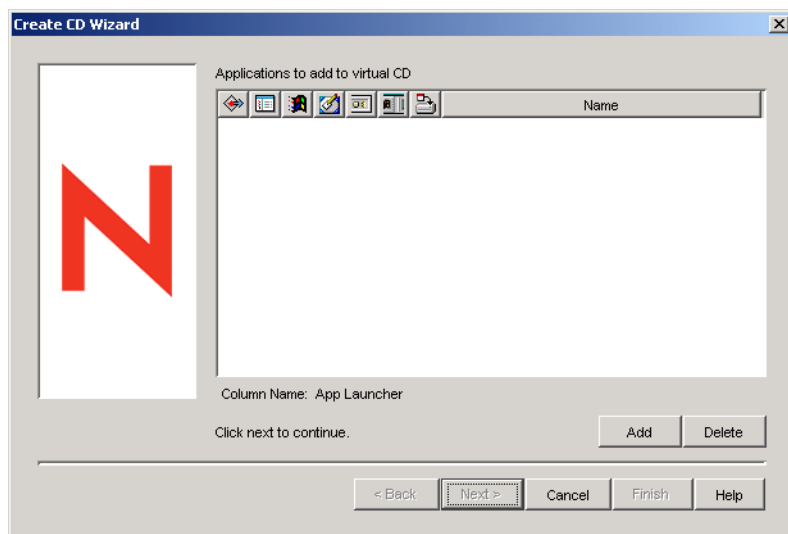 Create CD Wizard
Applications to add to virtual CD
Name
N
Column Name: App Launcher
Click next to continue.
Add
Delete
< Back
Next >
Cancel
Finish
Help